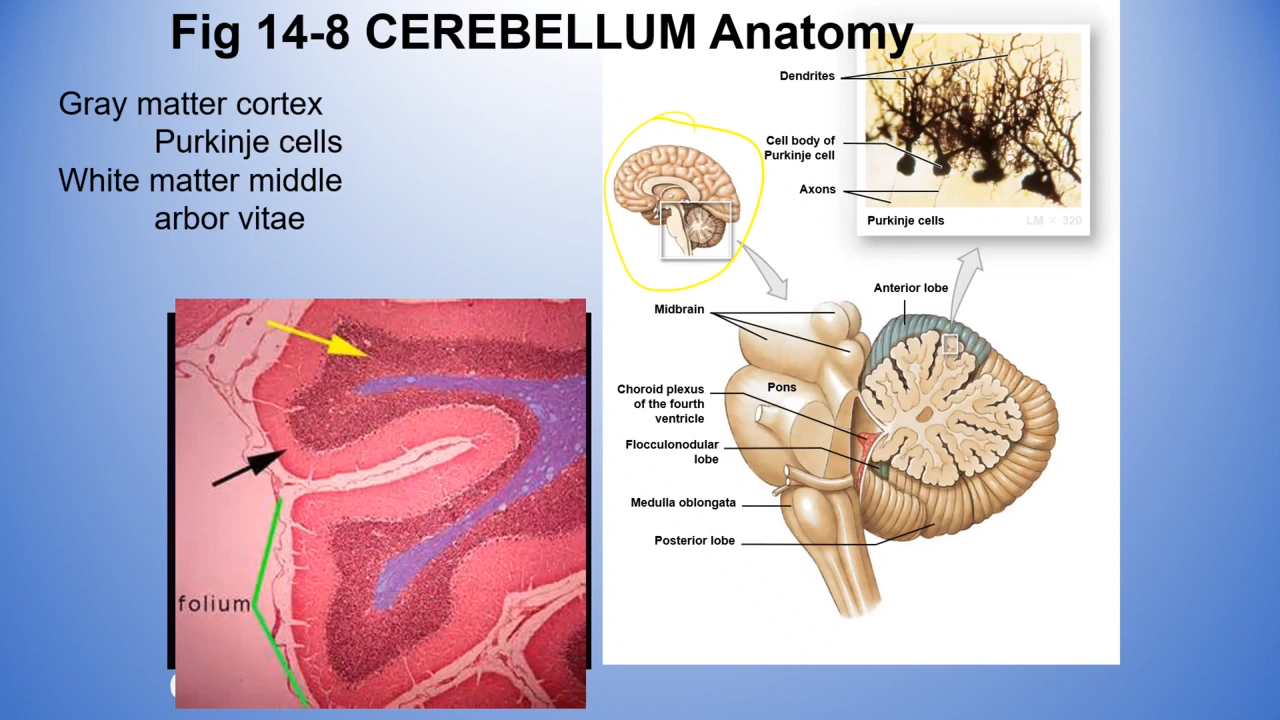 Fig 14-8 CEREBELLUM Anatomy
Gray matter cortex
Purkinje cells
White matter middle
arbor vitae
folium
Dendrites
Cell body of
Purkinje cell
Axons
Purkinje cells
LM × 320
Anterior lobe
Midbrain
Pons
Choroid plexus
of the fourth
ventricle
Flocculonodular
lobe
Medulla oblongata
Posterior lobe